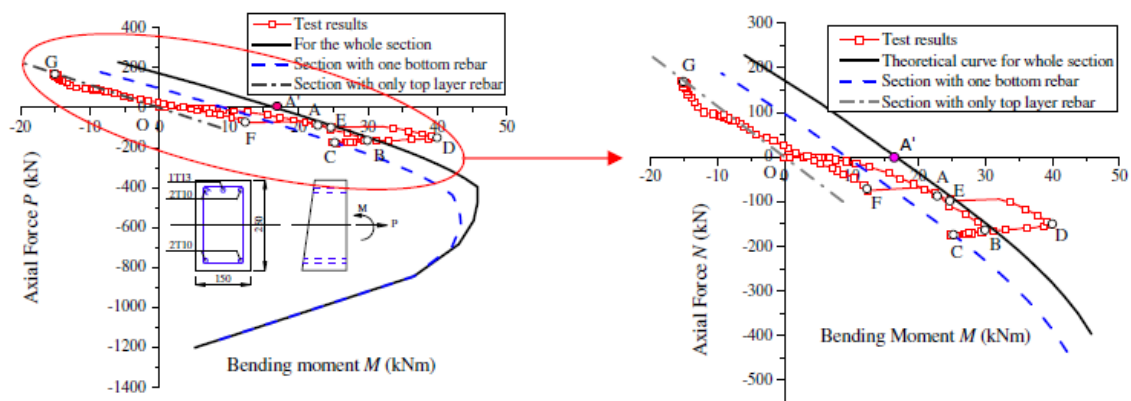 Test results
For the whole section
Section with one bottom rebar
Section with only top layer rebar
400
200
0
-200
-400
-600
-800
-1000
-1200
-1400
-20 -10 0 10 20 30 40 50
Axial Force P (kN)
Bending moment M (kNm)
G
O
A'
A
E
F
C
B
D
1T13
2T10
2T10
150
M
P
Test results
Theoretical curve for whole section
Section with one bottom rebar
Section with only top layer rebar
300
200
100
0
-100
-200
-300
-400
-500
-20 -10 0 10 20 30 40 50
Axial Force N (kN)
Bending Moment M (kNm)
G
O
A'
A
E
F
C
B
D